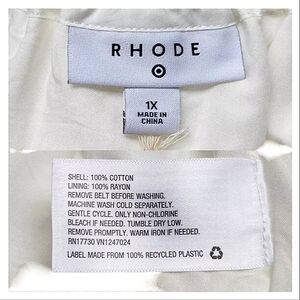 RHODE
1X
MADE IN
CHINA
SHELL: 100% COTTON
LINING: 100% RAYON
REMOVE BELT BEFORE WASHING.
MACHINE WASH COLD SEPARATELY.
GENTLE CYCLE. ONLY NON-CHLORINE
BLEACH IF NEEDED. TUMBLE DRY LOW.
REMOVE PROMPTLY. WARM IRON IF NEEDED.
RN17730 VN1247024
LABEL MADE FROM 100% RECYCLED PLASTIC